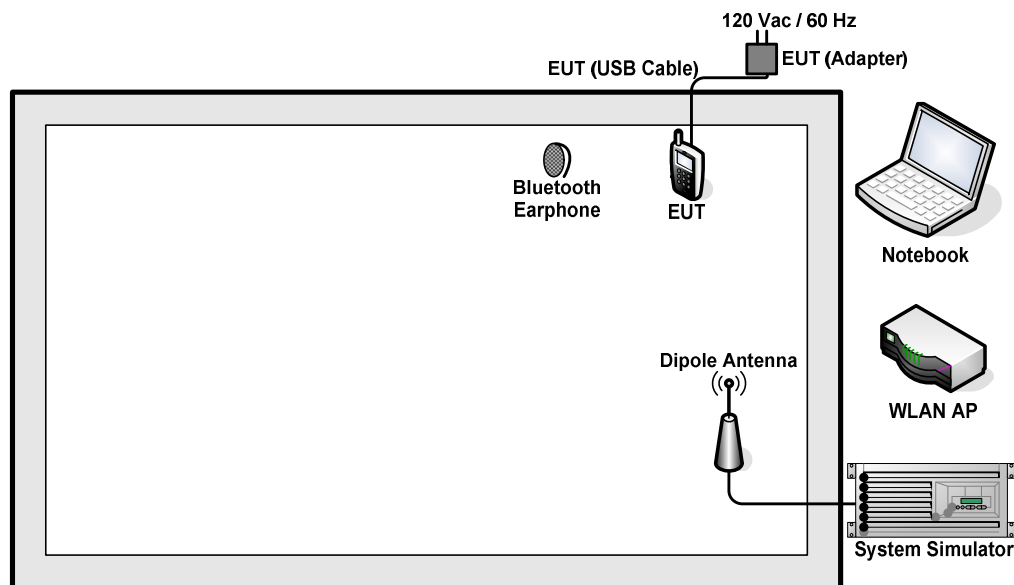 120 Vac / 60 Hz
EUT (Adapter)
EUT (USB Cable)
Bluetooth
Earphone
EUT
Notebook
Dipole Antenna
WLAN AP
System Simulator